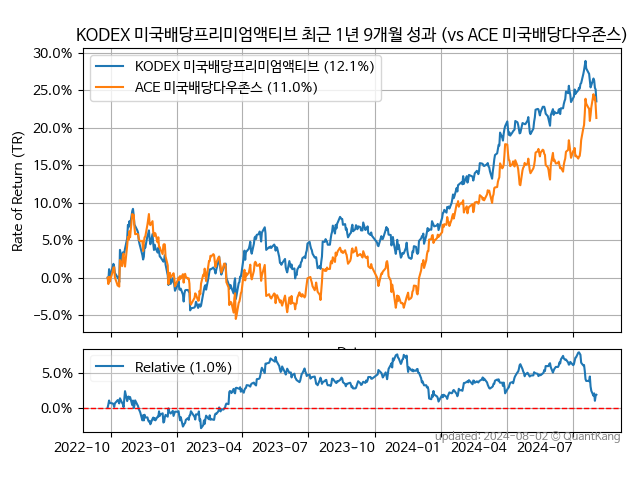 KODEX 미국배당프리미엄액티브 최근 1년 9개월 성과 (vs ACE 미국배당다우존스)
30.0%
25.0%
20.0%
15.0%
10.0%
5.0%
0.0%
−5.0%
Rate of Return (TR)
KODEX 미국배당프리미엄액티브 (12.1%)
ACE 미국배당다우존스 (11.0%)
5.0%
0.0%
Relative (1.0%)
2022-10 2023-01 2023-04 2023-07 2023-10 2024-01 2024-04 2024-07
Updated: 2024-08-02 © QuantKang